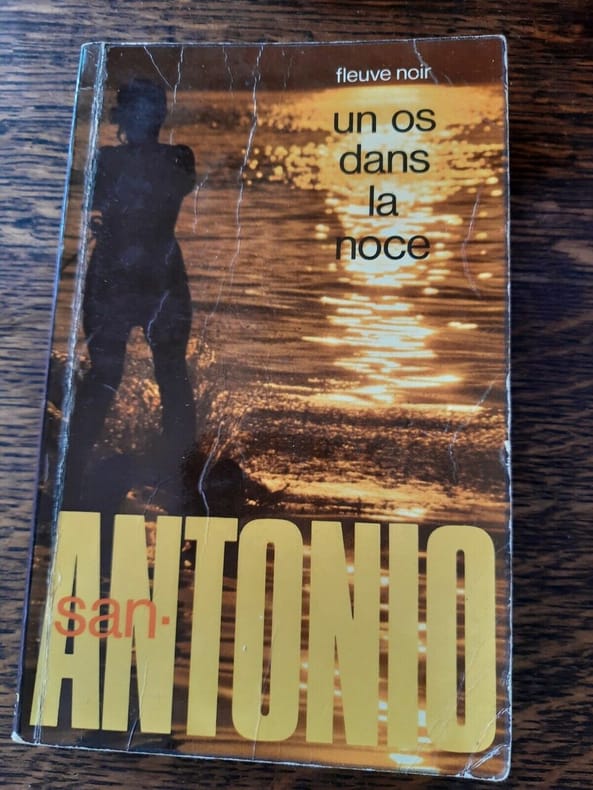 fleuve noir
un os
dans
la
noce
san-
ANTONIO